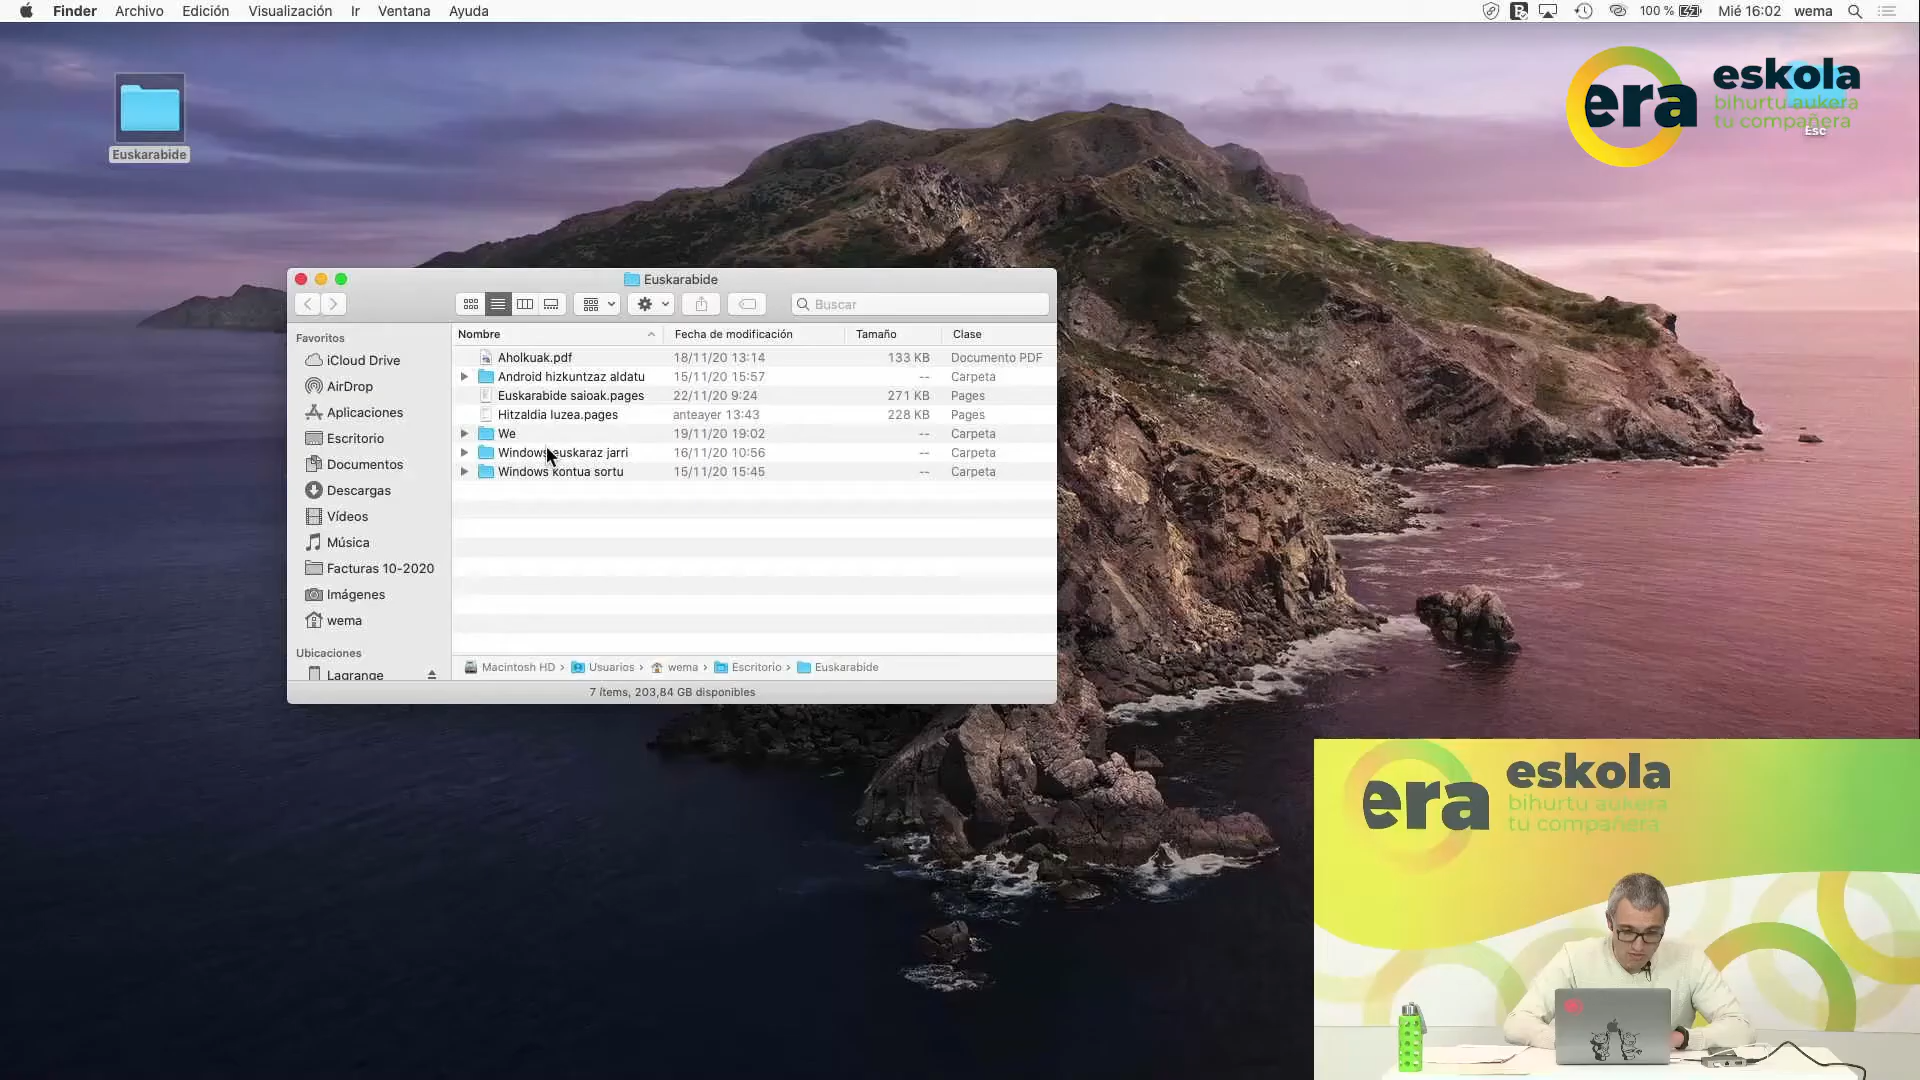 Finder Archivo Edición Visualización Ir Ventana Ayuda 100 % Mié 16:02 wema
Euskarabide
era eskola
bihurtu aukera
tu compañera
Esc
Euskarabide
Buscar
Favoritos
iCloud Drive
AirDrop
Aplicaciones
Escritorio
Documentos
Descargas
Vídeos
Música
Facturas 10-2020
Imágenes
wema
Ubicaciones
Lagrange
Nombre Fecha de modificación Tamaño Clase
Aholkuak.pdf 18/11/20 13:14 133 KB Documento PDF
Android hizkuntzaz aldatu 15/11/20 15:57 -- Carpeta
Euskarabide saioak.pages 22/11/20 9:24 271 KB Pages
Hitzaldia luzea.pages anteayer 13:43 228 KB Pages
We 19/11/20 19:02 -- Carpeta
Windows euskaraz jarri 16/11/20 10:56 -- Carpeta
Windows kontua sortu 15/11/20 15:45 -- Carpeta
Macintosh HD › Usuarios › wema › Escritorio › Euskarabide
7 ítems, 203,84 GB disponibles
era eskola
bihurtu aukera
tu compañera